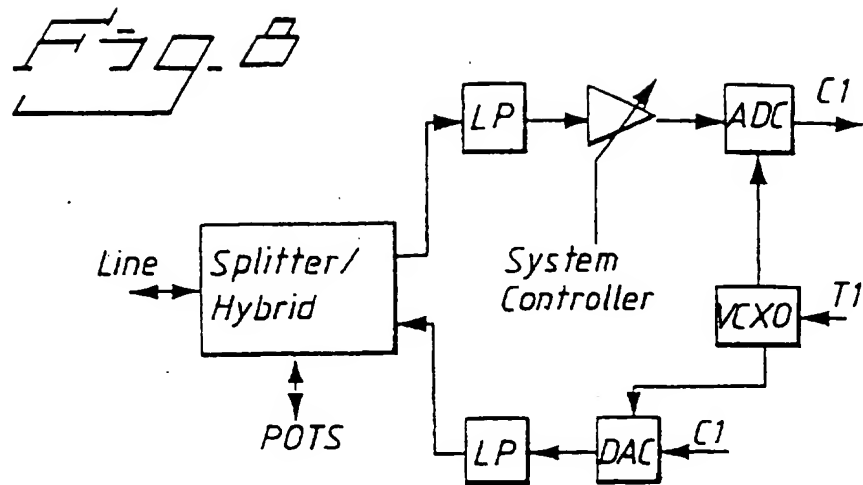 Fig. 8
LP
ADC
C1
Line
Splitter/
Hybrid
System
Controller
VCXO
T1
POTS
LP
DAC
C1